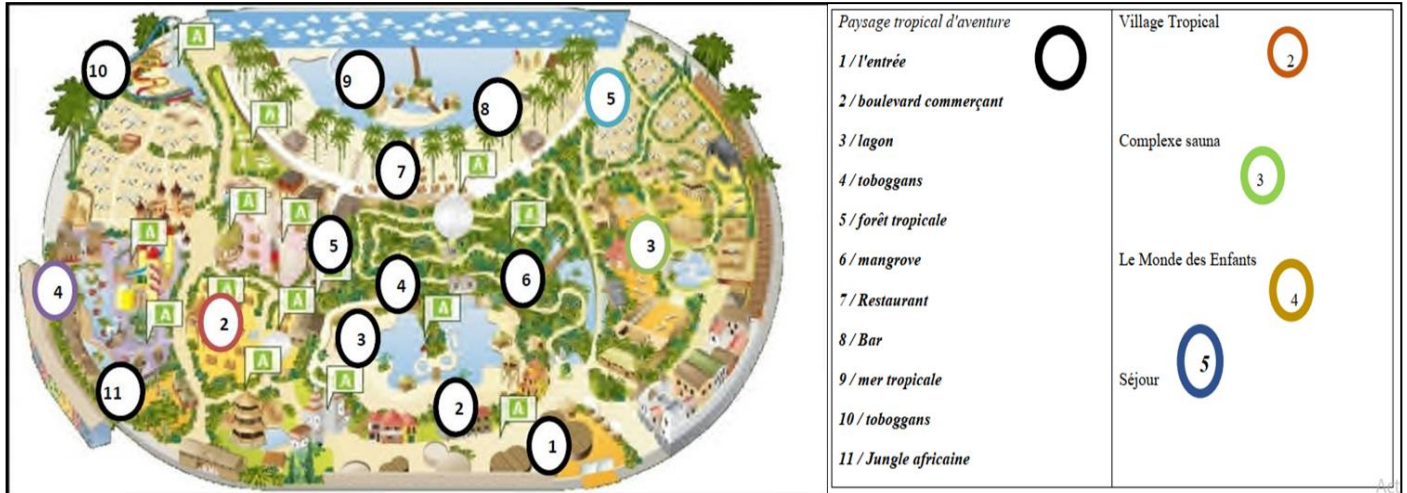 10
A
9
8
5
A
7
A
A
A
A
5
3
A
4
6
4
A
A
2
A
A
3
A
A
11
2
A
1
Paysage tropical d'aventure
1 / l'entrée
2 / boulevard commerçant
3 / lagon
4 / toboggans
5 / forêt tropicale
6 / mangrove
7 / Restaurant
8 / Bar
9 / mer tropicale
10 / toboggans
11 / Jungle africaine
Village Tropical
2
Complexe sauna
3
Le Monde des Enfants
4
Séjour
5
Act